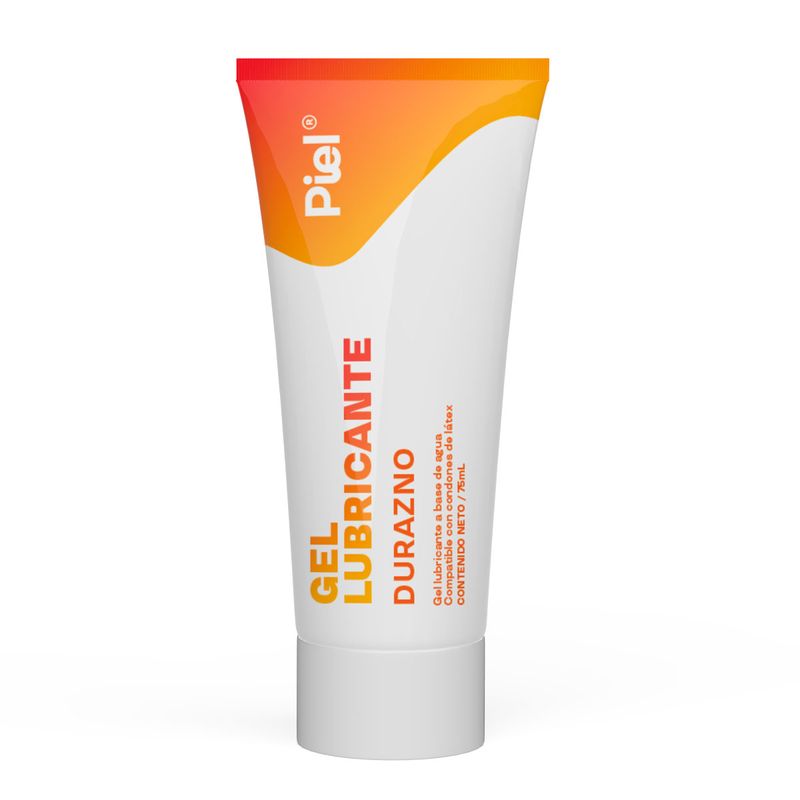 Piel®
GEL
LUBRICANTE
DURAZNO
Gel lubricante a base de agua
Compatible con condones de látex
CONTENIDO NETO / 75mL